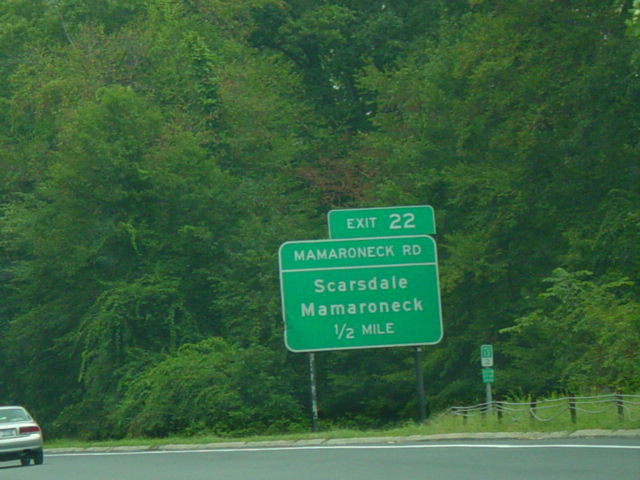 EXIT 22
MAMARONECK RD
Scarsdale
Mamaroneck
1/2 MILE